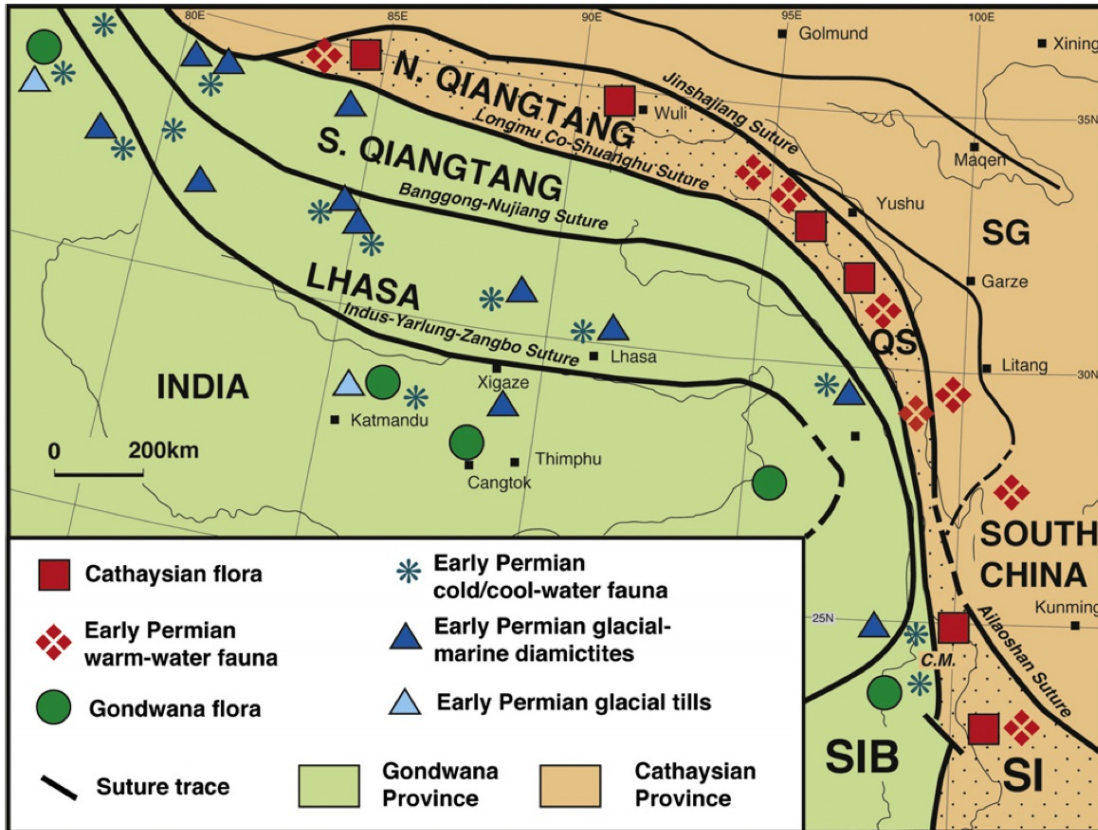 80E
85E
90E
95E
100E
Golmund
Xining
N. QIANGTANG
Jinshajiang Suture
Wuli
35N
Longmu Co-Shuanghu Suture
Maqen
S. QIANGTANG
Banggong-Nujiang Suture
Yushu
SG
LHASA
Garze
Indus-Yarlung-Zangbo Suture
QS
Lhasa
Litang
INDIA
Xigaze
30N
Katmandu
0 200km
Thimphu
Cangtok
SOUTH
CHINA
Kunming
25N
Ailaoshan Suture
C.M.
SIB
SI
Cathaysian flora
Early Permian
cold/cool-water fauna
Early Permian
warm-water fauna
Early Permian glacial-
marine diamictites
Gondwana flora
Early Permian glacial tills
Suture trace
Gondwana
Province
Cathaysian
Province